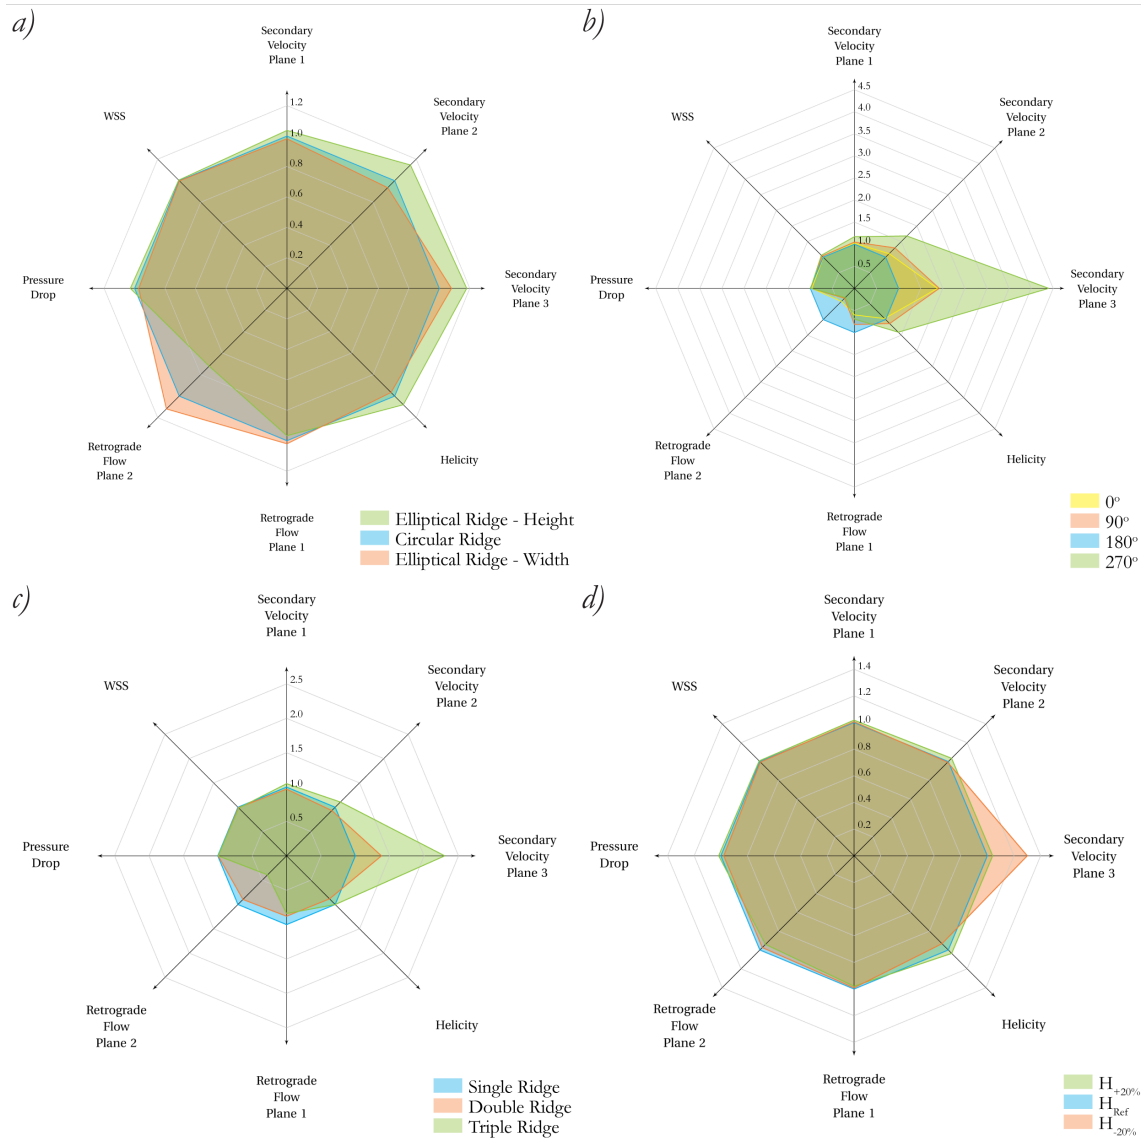 a)
Secondary
Velocity
Plane 1
Secondary
Velocity
Plane 2
Secondary
Velocity
Plane 3
Helicity
Retrograde
Flow
Plane 1
Retrograde
Flow
Plane 2
Pressure
Drop
WSS
1.2
1.0
0.8
0.6
0.4
0.2
Elliptical Ridge - Height
Circular Ridge
Elliptical Ridge - Width
b)
Secondary
Velocity
Plane 1
Secondary
Velocity
Plane 2
Secondary
Velocity
Plane 3
Helicity
Retrograde
Flow
Plane 1
Retrograde
Flow
Plane 2
Pressure
Drop
WSS
4.5
4.0
3.5
3.0
2.5
2.0
1.5
1.0
0.5
0°
90°
180°
270°
c)
Secondary
Velocity
Plane 1
Secondary
Velocity
Plane 2
Secondary
Velocity
Plane 3
Helicity
Retrograde
Flow
Plane 1
Retrograde
Flow
Plane 2
Pressure
Drop
WSS
2.5
2.0
1.5
1.0
0.5
Single Ridge
Double Ridge
Triple Ridge
d)
Secondary
Velocity
Plane 1
Secondary
Velocity
Plane 2
Secondary
Velocity
Plane 3
Helicity
Retrograde
Flow
Plane 1
Retrograde
Flow
Plane 2
Pressure
Drop
WSS
1.4
1.2
1.0
0.8
0.6
0.4
0.2
H+20%
HRef
H-20%